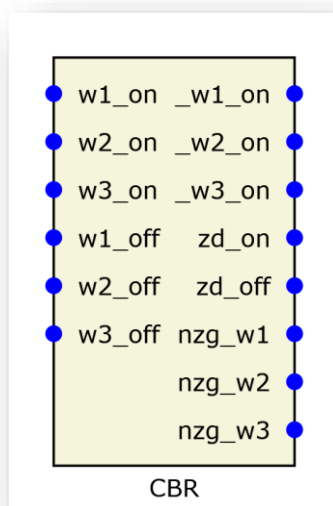 w1_on _w1_on
w2_on _w2_on
w3_on _w3_on
w1_off zd_on
w2_off zd_off
w3_off nzg_w1
nzg_w2
nzg_w3
CBR